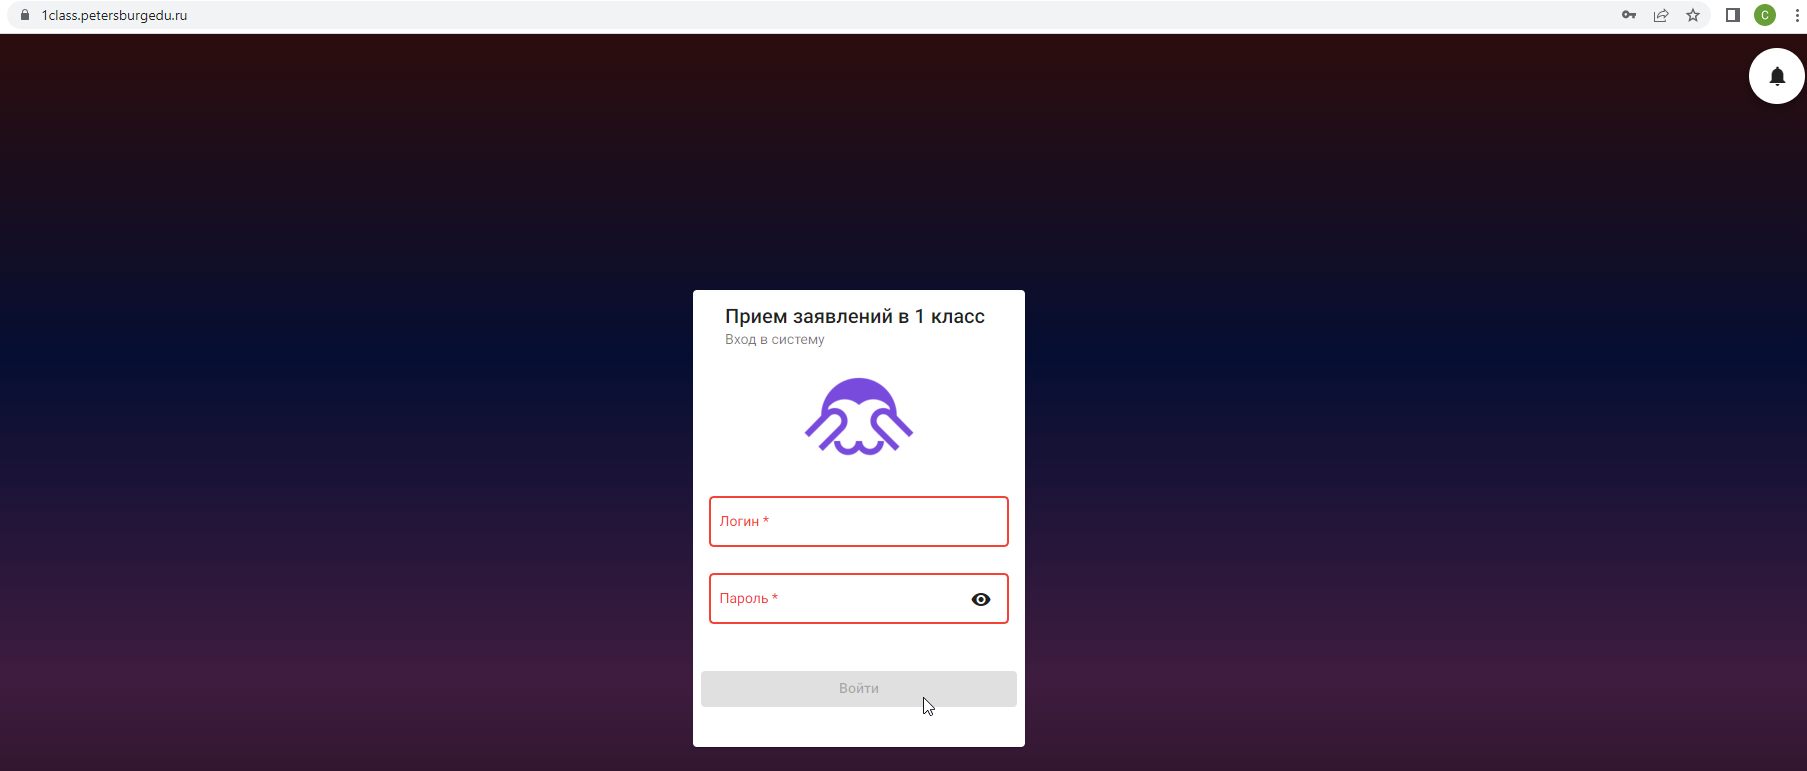 1class.petersburgedu.ru
C
Прием заявлений в 1 класс
Вход в систему
Логин *
Пароль *
Войти